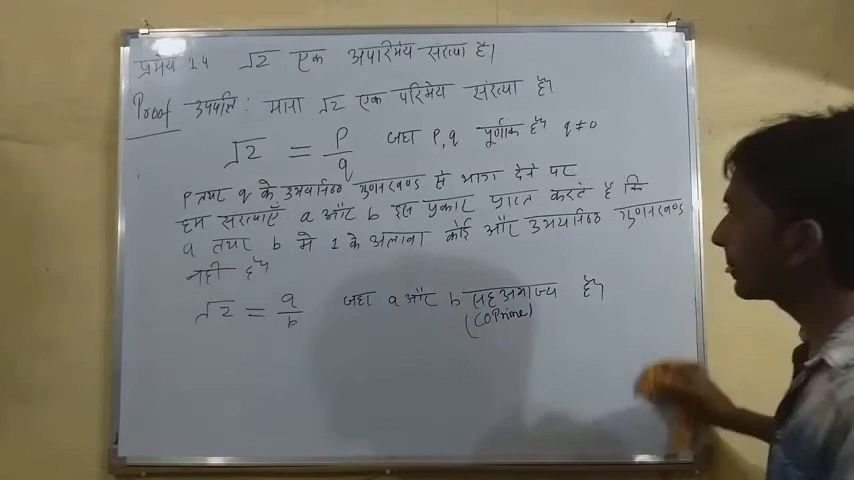 प्रमेय 1.4 √2 एक अपरिमेय संख्या है।
Proof उपपत्ति : माना √2 एक परिमेय संख्या है।
√2 = p/q जहा p, q पूर्णांक है q ≠ 0
p तथा q के उभयनिष्ठ गुणनखण्ड से भाग देने पर
हम संख्याएँ a और b इस प्रकार प्राप्त करते है कि
a तथा b मे 1 के अलावा कोई और उभयनिष्ठ गुणनखण्ड
नही है
√2 = a/b जहा a और b सहअभाज्य है।
(COPrime)